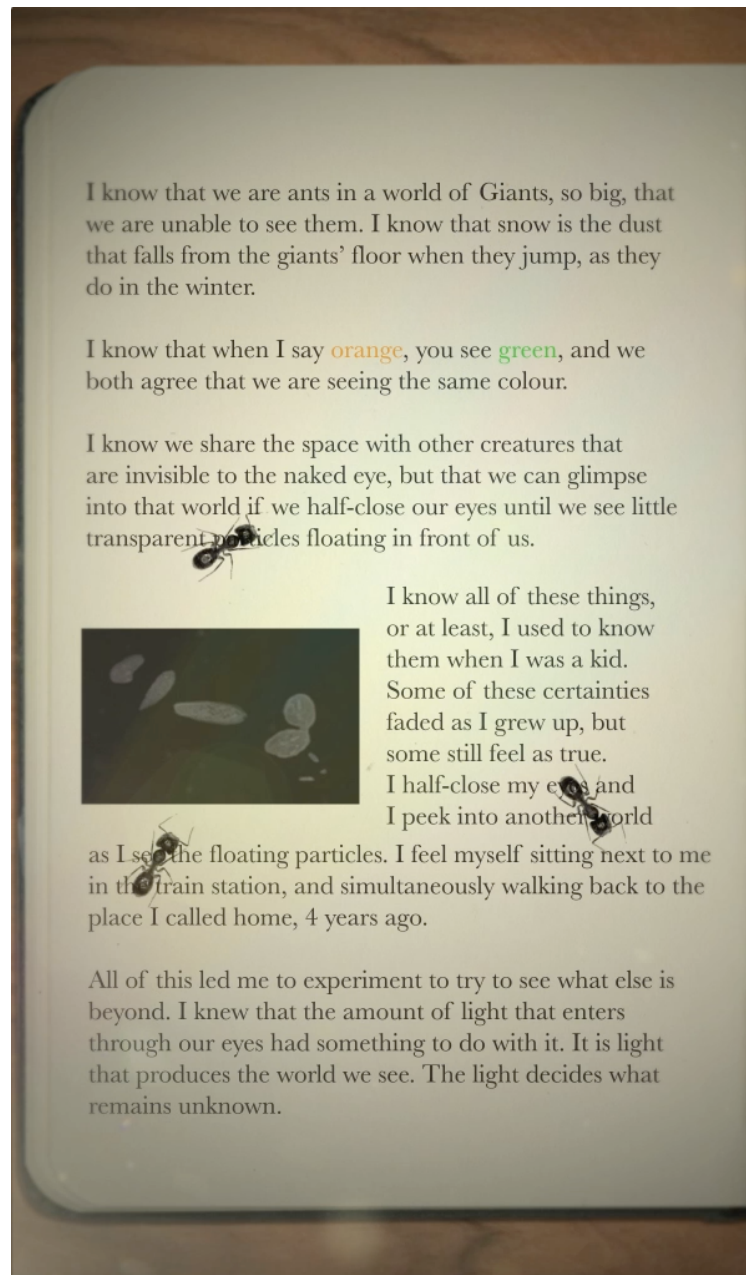 I know that we are ants in a world of Giants, so big, that
we are unable to see them. I know that snow is the dust
that falls from the giants’ floor when they jump, as they
do in the winter.
I know that when I say orange, you see green, and we
both agree that we are seeing the same colour.
I know we share the space with other creatures that
are invisible to the naked eye, but that we can glimpse
into that world if we half-close our eyes until we see little
transparent particles floating in front of us.
I know all of these things,
or at least, I used to know
them when I was a kid.
Some of these certainties
faded as I grew up, but
some still feel as true.
I half-close my eyes and
I peek into another world
as I see the floating particles. I feel myself sitting next to me
in the train station, and simultaneously walking back to the
place I called home, 4 years ago.
All of this led me to experiment to try to see what else is
beyond. I knew that the amount of light that enters
through our eyes had something to do with it. It is light
that produces the world we see. The light decides what
remains unknown.